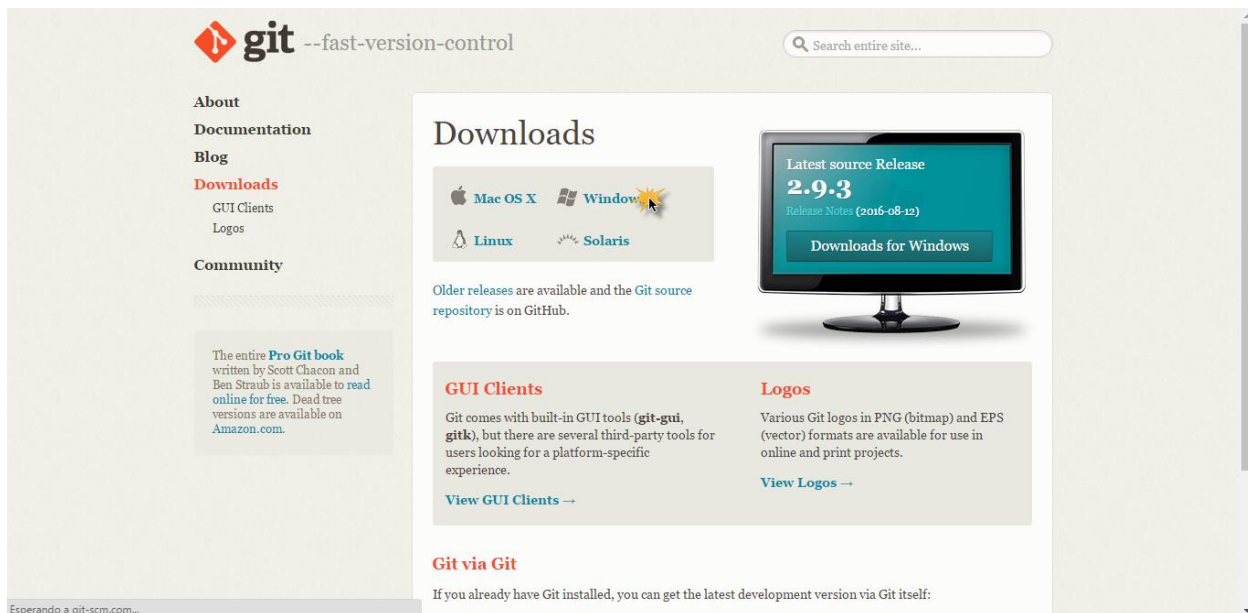 git --fast-version-control
Search entire site...
About
Documentation
Blog
Downloads
GUI Clients
Logos
Community
The entire Pro Git book
written by Scott Chacon and
Ben Straub is available to read
online for free. Dead tree
versions are available on
Amazon.com.
Downloads
Mac OS X
Window
Linux
Solaris
Older releases are available and the Git source
repository is on GitHub.
Latest source Release
2.9.3
Release Notes (2016-08-12)
Downloads for Windows
GUI Clients
Git comes with built-in GUI tools (git-gui,
gitk), but there are several third-party tools for
users looking for a platform-specific
experience.
View GUI Clients →
Logos
Various Git logos in PNG (bitmap) and EPS
(vector) formats are available for use in
online and print projects.
View Logos →
Git via Git
If you already have Git installed, you can get the latest development version via Git itself:
Esperando a git-scm.com...